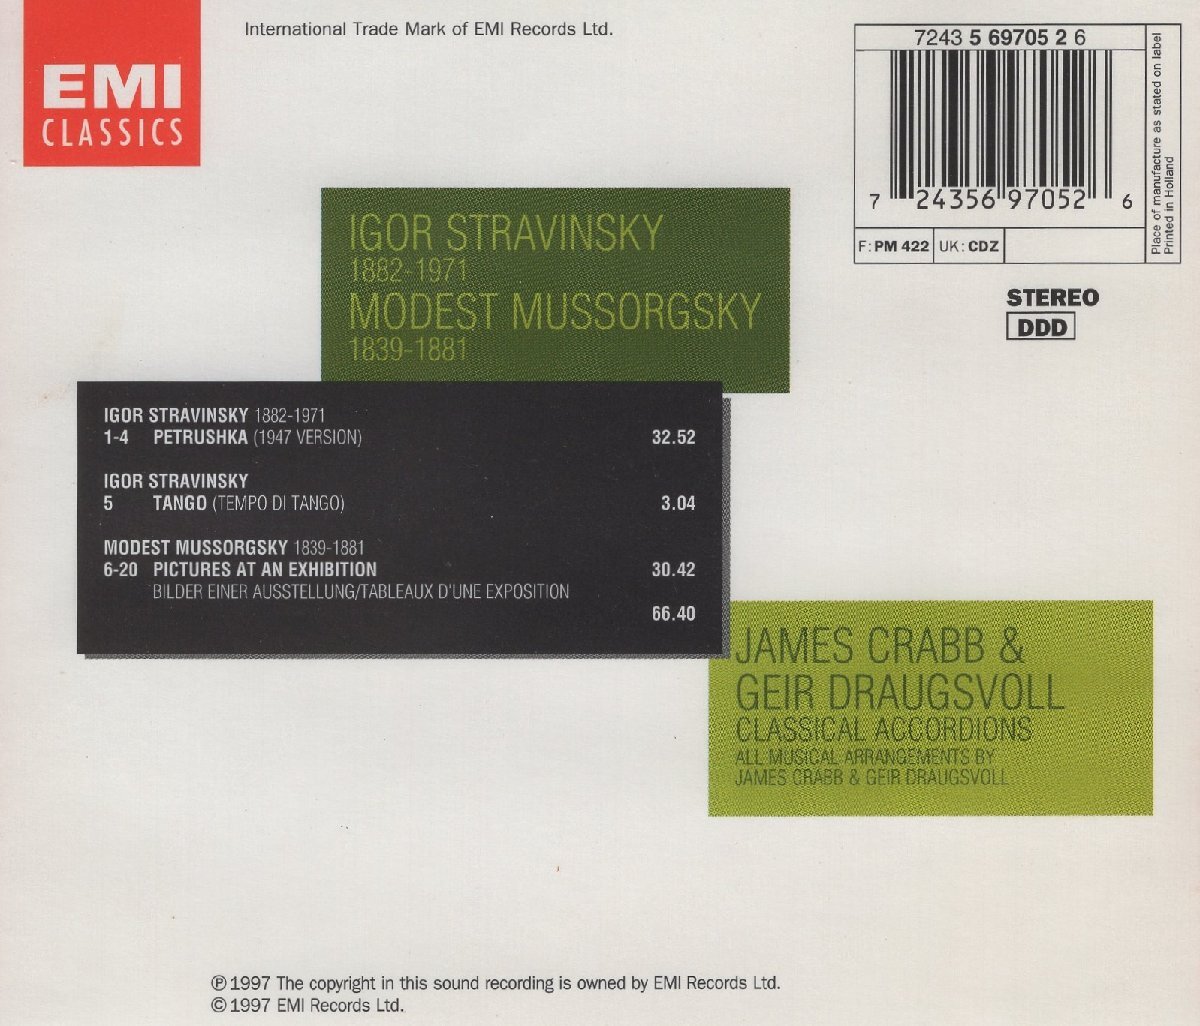 EMI
CLASSICS
International Trade Mark of EMI Records Ltd.
7243 5 69705 2 6
7 24356 97052 6
F: PM 422 UK: CDZ
Place of manufacture as stated on label
Printed in Holland
STEREO
DDD
IGOR STRAVINSKY
1882-1971
MODEST MUSSORGSKY
1839-1881
IGOR STRAVINSKY 1882-1971
1-4 PETRUSHKA (1947 VERSION) 32.52
IGOR STRAVINSKY
5 TANGO (TEMPO DI TANGO) 3.04
MODEST MUSSORGSKY 1839-1881
6-20 PICTURES AT AN EXHIBITION 30.42
BILDER EINER AUSSTELLUNG/TABLEAUX D'UNE EXPOSITION
66.40
JAMES CRABB &
GEIR DRAUGSVOLL
CLASSICAL ACCORDIONS
ALL MUSICAL ARRANGEMENTS BY
JAMES CRABB & GEIR DRAUGSVOLL
℗ 1997 The copyright in this sound recording is owned by EMI Records Ltd.
© 1997 EMI Records Ltd.